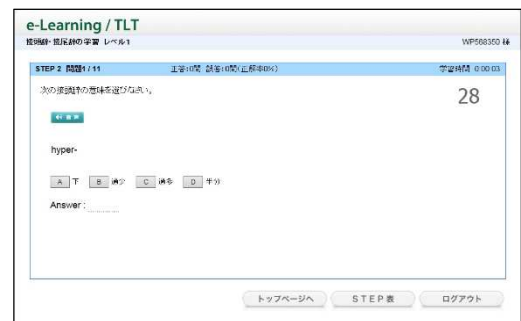 e-Learning / TLT
接頭辞・接尾辞の学習 レベル1
WP568350 様
STEP 2 問題1 / 11 正答:0問 誤答:0問(正解率0%) 学習時間 0:00:03
次の接頭辞の意味を選びなさい。
28
音声
hyper-
A 下 B 過少 C 過多 D 半分
Answer :
トップページへ STEP表 ログアウト